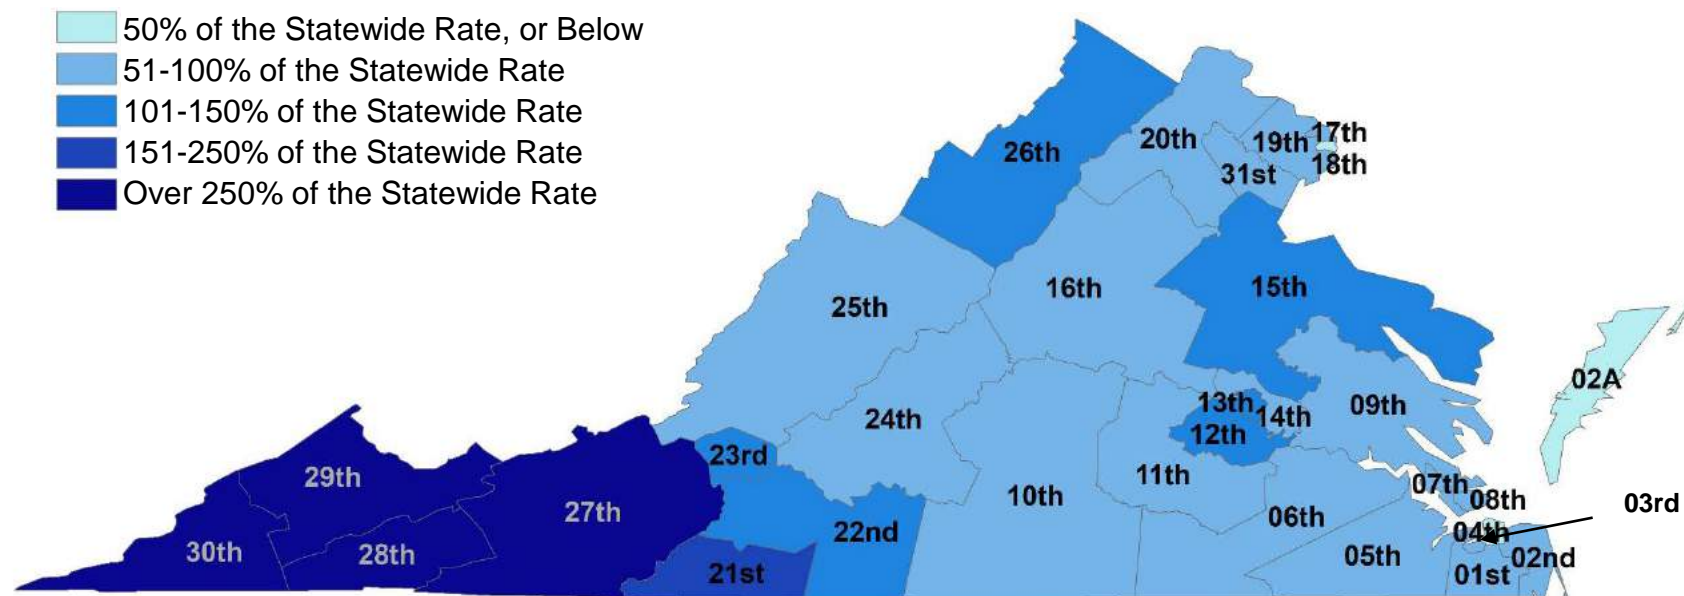 50% of the Statewide Rate, or Below
51-100% of the Statewide Rate
101-150% of the Statewide Rate
151-250% of the Statewide Rate
Over 250% of the Statewide Rate
17th
20th
19th
26th
18th
31st
16th
15th
25th
02A
13th
09th
14th
24th
12th
23rd
29th
11th
07th
10th
08th
03rd
27th
06th
22nd
04th
30th
28th
05th
02nd
21st
01st